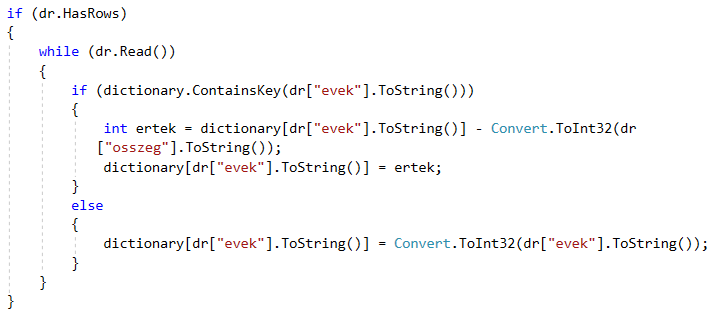 if (dr.HasRows)
{
    while (dr.Read())
    {
        if (dictionary.ContainsKey(dr["evek"].ToString()))
        {
            int ertek = dictionary[dr["evek"].ToString()] - Convert.ToInt32(dr
           ["osszeg"].ToString());
            dictionary[dr["evek"].ToString()] = ertek;
        }
        else
        {
            dictionary[dr["evek"].ToString()] = Convert.ToInt32(dr["evek"].ToString());
        }
    }
}